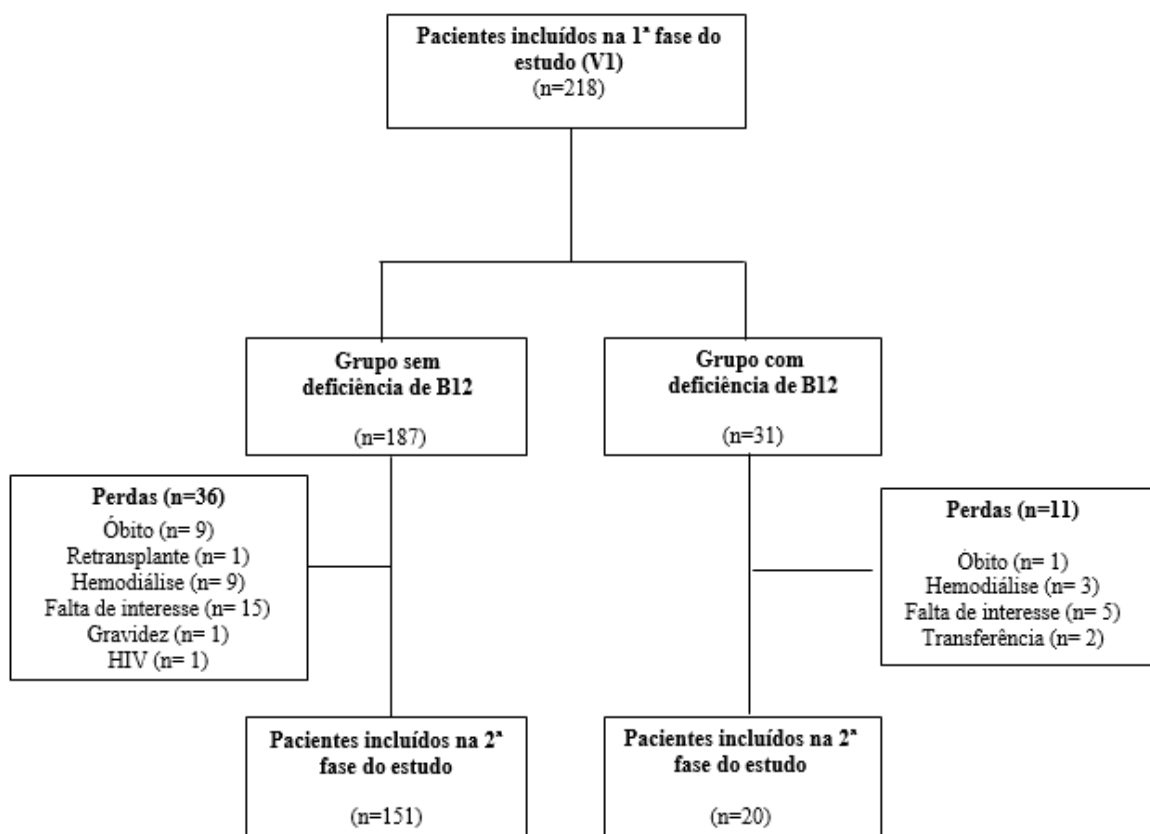 Pacientes incluídos na 1ª fase do
estudo (V1)
(n=218)
Grupo sem
deficiência de B12
(n=187)
Grupo com
deficiência de B12
(n=31)
Perdas (n=36)
Óbito (n= 9)
Retransplante (n= 1)
Hemodiálise (n= 9)
Falta de interesse (n= 15)
Gravidez (n= 1)
HIV (n= 1)
Perdas (n=11)
Óbito (n= 1)
Hemodiálise (n= 3)
Falta de interesse (n= 5)
Transferência (n= 2)
Pacientes incluídos na 2ª
fase do estudo
(n=151)
Pacientes incluídos na 2ª
fase do estudo
(n=20)